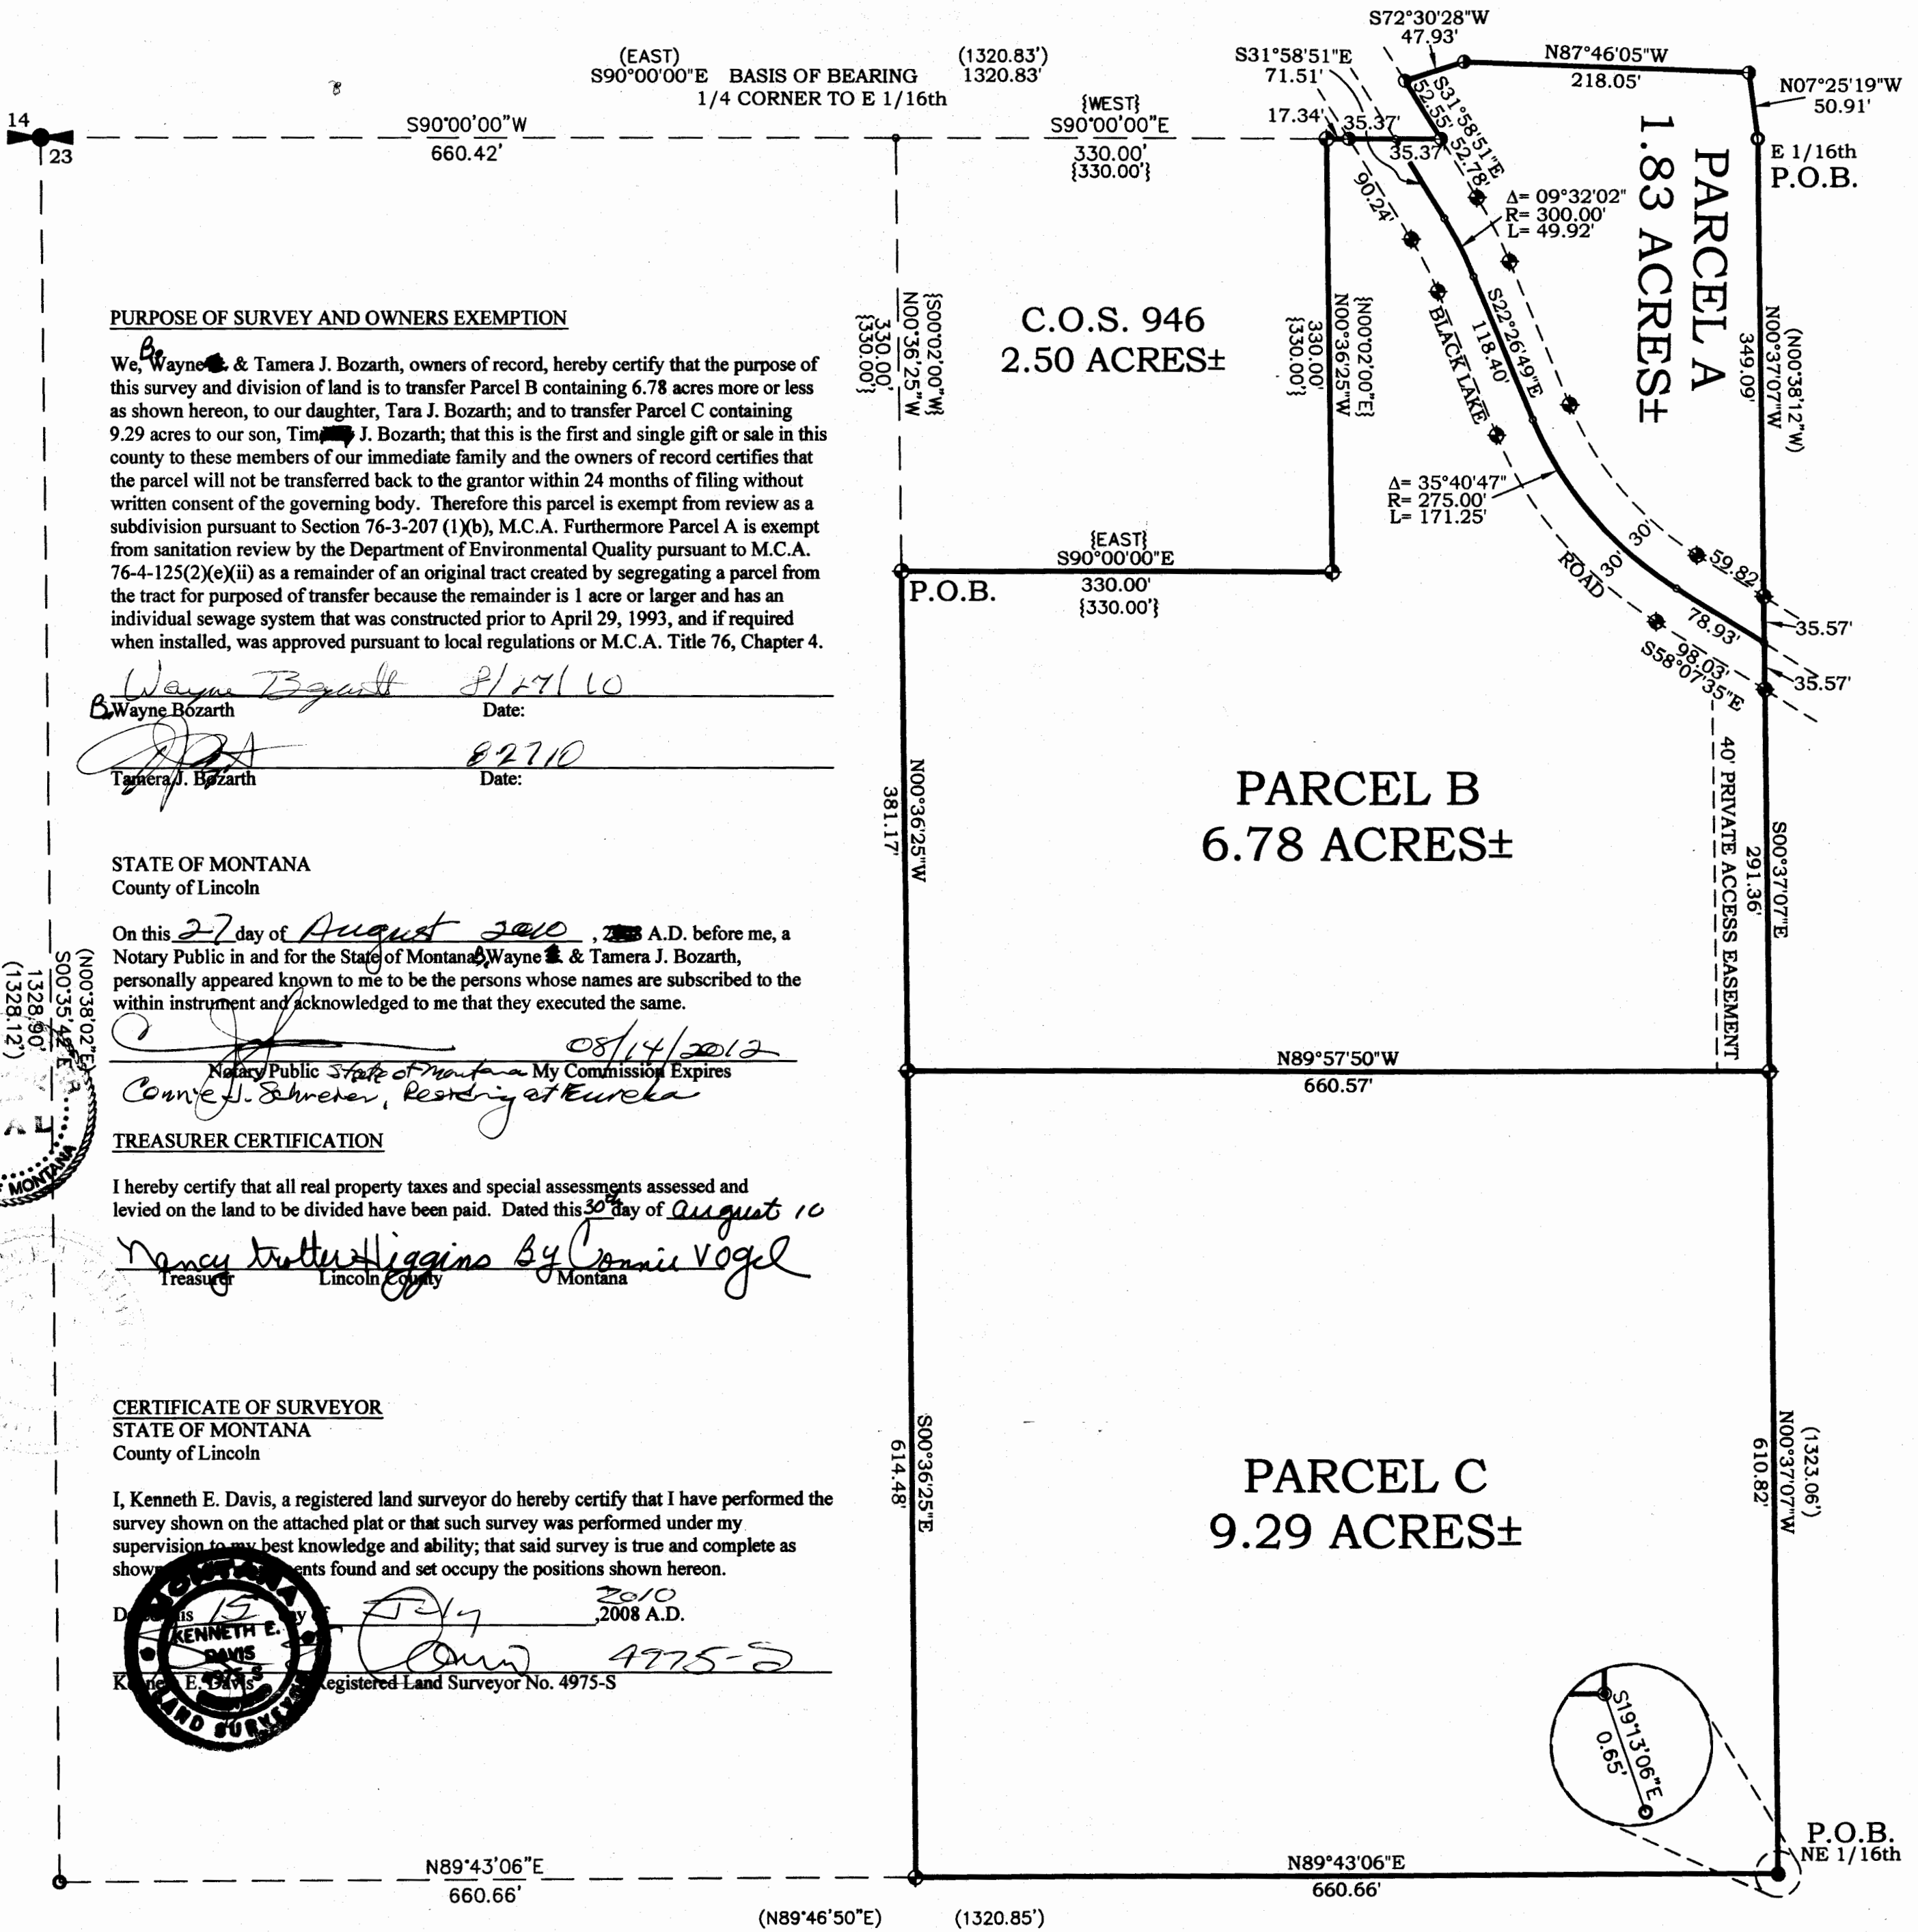 S72°30'28"W
47.93'
(EAST) (1320.83')
S90°00'00"E BASIS OF BEARING 1320.83'
1/4 CORNER TO E 1/16th
S31°58'51"E
71.51'
N87°46'05"W
218.05'
N07°25'19"W
50.91'
14
23
S90°00'00"W
660.42'
{WEST}
S90°00'00"E
330.00'
{330.00'}
17.34'
35.37'
35.37'
52.55'
S31°58'51"E
52.78'
E 1/16th
P.O.B.
PARCEL A
1.83 ACRES±
Δ= 09°32'02"
R= 300.00'
L= 49.92'
90.24'
BLACK LAKE
ROAD
S22°26'49"E
118.40'
(N00°38'12"W)
N00°37'07"W
349.09'
{S00°02'00"W}
N00°36'25"W
330.00'
{330.00'}
C.O.S. 946
2.50 ACRES±
{N00°02'00"E}
N00°36'25"W
330.00'
{330.00'}
Δ= 35°40'47"
R= 275.00'
L= 171.25'
30'
30'
59.82'
35.57'
78.93'
98.03'
S58°07'35"E
35.57'
{EAST}
S90°00'00"E
330.00'
{330.00'}
P.O.B.
PURPOSE OF SURVEY AND OWNERS EXEMPTION
We, B. Wayne & Tamera J. Bozarth, owners of record, hereby certify that the purpose of
this survey and division of land is to transfer Parcel B containing 6.78 acres more or less
as shown hereon, to our daughter, Tara J. Bozarth; and to transfer Parcel C containing
9.29 acres to our son, Tim J. Bozarth; that this is the first and single gift or sale in this
county to these members of our immediate family and the owners of record certifies that
the parcel will not be transferred back to the grantor within 24 months of filing without
written consent of the governing body. Therefore this parcel is exempt from review as a
subdivision pursuant to Section 76-3-207 (1)(b), M.C.A. Furthermore Parcel A is exempt
from sanitation review by the Department of Environmental Quality pursuant to M.C.A.
76-4-125(2)(e)(ii) as a remainder of an original tract created by segregating a parcel from
the tract for purposed of transfer because the remainder is 1 acre or larger and has an
individual sewage system that was constructed prior to April 29, 1993, and if required
when installed, was approved pursuant to local regulations or M.C.A. Title 76, Chapter 4.
Wayne Bozarth 8/27/10
B. Wayne Bozarth Date:
82710
Tamera J. Bozarth Date:
N00°36'25"W
381.17'
PARCEL B
6.78 ACRES±
40' PRIVATE ACCESS EASEMENT
S00°37'07"E
291.36'
STATE OF MONTANA
County of Lincoln
On this 27 day of August 2010, A.D. before me, a
Notary Public in and for the State of Montana B. Wayne & Tamera J. Bozarth,
personally appeared known to me to be the persons whose names are subscribed to the
within instrument and acknowledged to me that they executed the same.
08/14/2012
Notary Public State of Montana My Commission Expires
Connie J. Schrever, Residing at Eureka
(N00°38'02"E)
S00°35'42"E
1328.90'
(1328.12')
MONTANA
N89°57'50"W
660.57'
TREASURER CERTIFICATION
I hereby certify that all real property taxes and special assessments assessed and
levied on the land to be divided have been paid. Dated this 30th day of August 10
Nancy Trotter Higgins By Connie Vogel
Treasurer Lincoln County Montana
CERTIFICATE OF SURVEYOR
STATE OF MONTANA
County of Lincoln
I, Kenneth E. Davis, a registered land surveyor do hereby certify that I have performed the
survey shown on the attached plat or that such survey was performed under my
supervision to my best knowledge and ability; that said survey is true and complete as
shown ents found and set occupy the positions shown hereon.
2010
15 July ,2008 A.D.
4975-S
E. Davis Registered Land Surveyor No. 4975-S
MONTANA
KENNETH E.
DAVIS
4975-S
LAND SURVEYOR
S00°36'25"E
614.48'
PARCEL C
9.29 ACRES±
(1323.06')
N00°37'07"W
610.82'
S19°13'06"E
0.65'
P.O.B.
NE 1/16th
N89°43'06"E
660.66'
N89°43'06"E
660.66'
(N89°46'50"E) (1320.85')